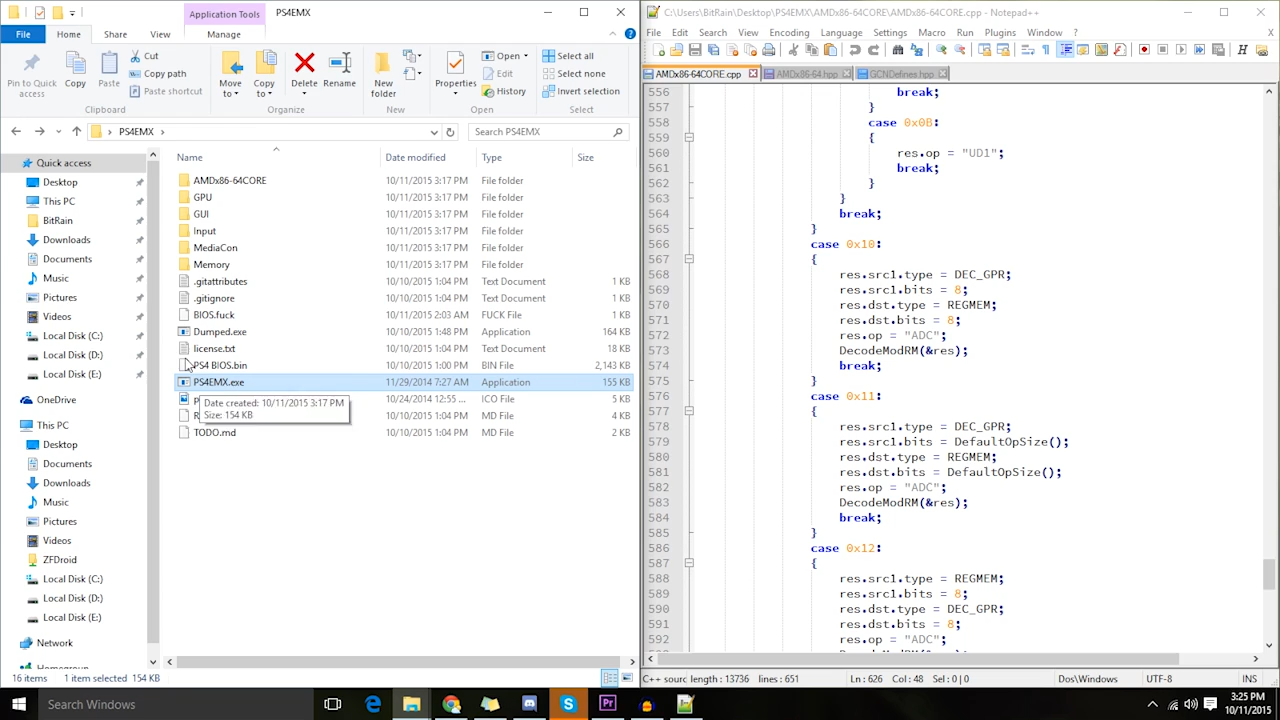 Application Tools
PS4EMX
File
Home
Share
View
Manage
Pin to Quick access
Copy
Paste
Cut
Copy path
Paste shortcut
Clipboard
Move to
Copy to
Delete
Rename
Organize
New folder
New
Properties
Open
Edit
History
Open
Select all
Select none
Invert selection
Select
PS4EMX
Search PS4EMX
Quick access
Desktop
This PC
BitRain
Downloads
Documents
Music
Pictures
Videos
Local Disk (C:)
Local Disk (D:)
Local Disk (E:)
OneDrive
This PC
Desktop
Documents
Downloads
Music
Pictures
Videos
ZFDroid
Local Disk (C:)
Local Disk (D:)
Local Disk (E:)
Network
Homegroup
Name Date modified Type Size
AMDx86-64CORE 10/11/2015 3:17 PM File folder
GPU 10/11/2015 3:17 PM File folder
GUI 10/11/2015 3:17 PM File folder
Input 10/11/2015 3:17 PM File folder
MediaCon 10/11/2015 3:17 PM File folder
Memory 10/11/2015 3:17 PM File folder
.gitattributes 10/10/2015 1:04 PM Text Document 1 KB
.gitignore 10/10/2015 1:04 PM Text Document 1 KB
BIOS.fuck 10/11/2015 2:03 AM FUCK File 1 KB
Dumped.exe 10/10/2015 1:48 PM Application 164 KB
license.txt 10/10/2015 1:04 PM Text Document 18 KB
PS4 BIOS.bin 10/10/2015 1:00 PM BIN File 2,143 KB
PS4EMX.exe 11/29/2014 7:27 AM Application 155 KB
10/24/2014 12:55 ... ICO File 5 KB
10/10/2015 1:04 PM MD File 4 KB
TODO.md 10/10/2015 1:04 PM MD File 2 KB
Date created: 10/11/2015 3:17 PM
Size: 154 KB
16 items 1 item selected 154 KB
C:\Users\BitRain\Desktop\PS4EMX\AMDx86-64CORE\AMDx86-64CORE.cpp - Notepad++
File Edit Search View Encoding Language Settings Macro Run Plugins Window ? X
AMDx86-64CORE.cpp AMDx86-64.hpp GCNDefines.hpp
556 break;
557 }
558 case 0x0B:
559 {
560 res.op = "UD1";
561 break;
562 }
563 }
564 break;
565 }
566 case 0x10:
567 {
568 res.src1.type = DEC_GPR;
569 res.src1.bits = 8;
570 res.dst.type = REGMEM;
571 res.dst.bits = 8;
572 res.op = "ADC";
573 DecodeModRM(&res);
574 break;
575 }
576 case 0x11:
577 {
578 res.src1.type = DEC_GPR;
579 res.src1.bits = DefaultOpSize();
580 res.dst.type = REGMEM;
581 res.dst.bits = DefaultOpSize();
582 res.op = "ADC";
583 DecodeModRM(&res);
584 break;
585 }
586 case 0x12:
587 {
588 res.src1.type = REGMEM;
589 res.src1.bits = 8;
590 res.dst.type = DEC_GPR;
591 res.dst.bits = 8;
592 res.op = "ADC";
C++ source length : 13736 lines : 651 Ln : 626 Col : 48 Sel : 0 | 0 Dos\Windows UTF-8 INS
Search Windows
3:25 PM
10/11/2015